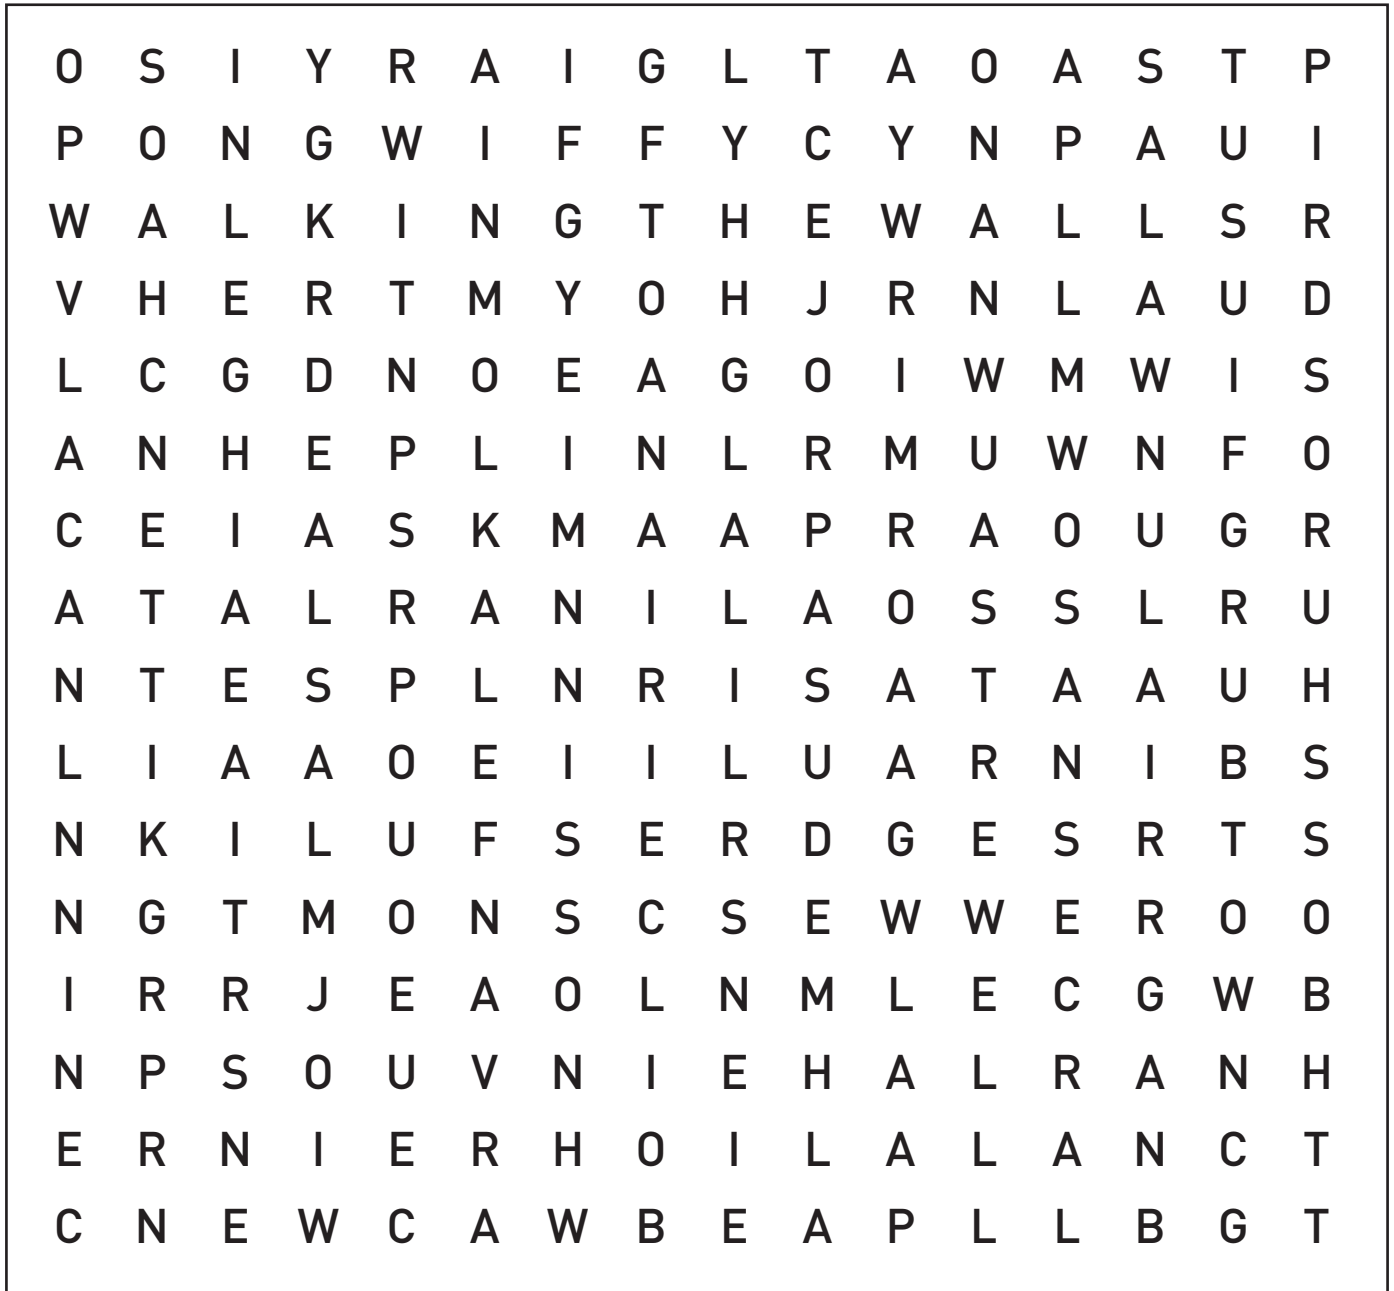 O S I Y R A I G L T A O A S T P
P O N G W I F F Y C Y N P A U I
W A L K I N G T H E W A L L S R
V H E R T M Y O H J R N L A U D
L C G D N O E A G O I W M W I S
A N H E P L I N L R M U W N F O
C E I A S K M A A P R A O U G R
A T A L R A N I L A O S S L R U
N T E S P L N R I S A T A A U H
L I A A O E I I L U A R N I B S
N K I L U F S E R D G E S R T S
N G T M O N S C S E W W E R O O
I R R J E A O L N M L E C G W B
N P S O U V N I E H A L R A N H
E R N I E R H O I L A L A N C T
C N E W C A W B E A P L L B G T